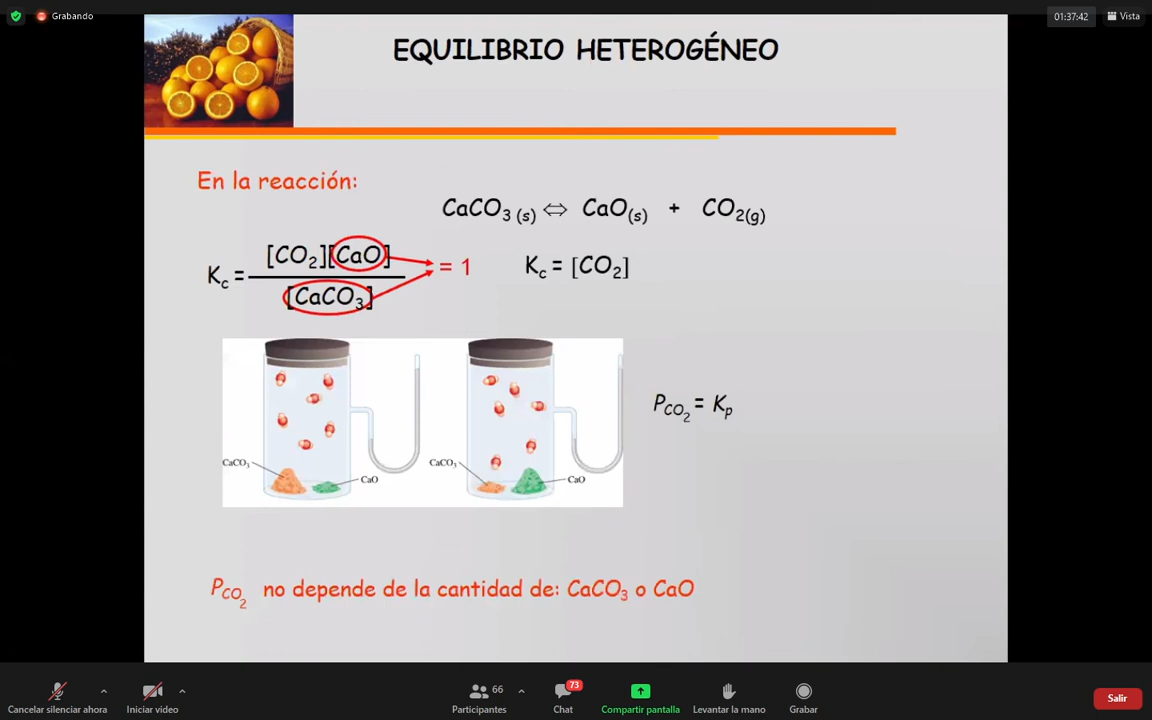 Grabando
01:37:42
Vista
EQUILIBRIO HETEROGÉNEO
En la reacción:
CaCO3 (s) ⇔ CaO(s) + CO2(g)
Kc = [CO2][CaO] / [CaCO3] = 1
Kc = [CO2]
PCO2 = Kp
CaCO3
CaO
CaCO3
CaO
PCO2 no depende de la cantidad de: CaCO3 o CaO
Cancelar silenciar ahora
Iniciar video
66
Participantes
73
Chat
Compartir pantalla
Levantar la mano
Grabar
Salir